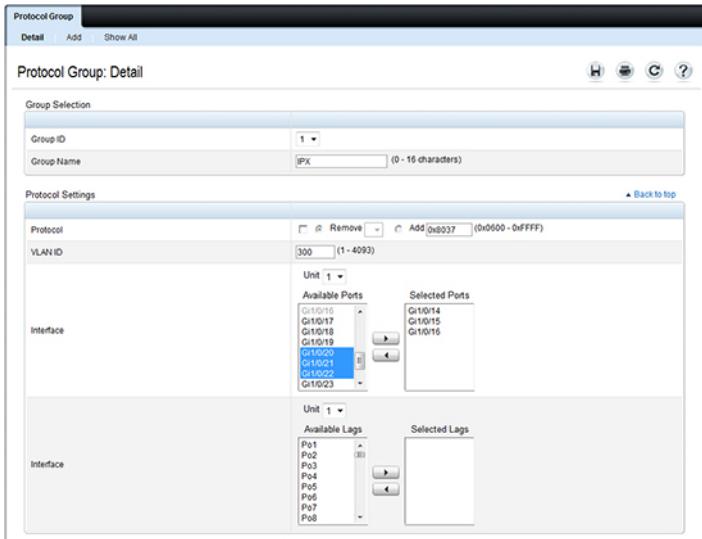 Protocol Group
Detail Add Show All
Protocol Group: Detail
Group Selection
Group ID 1
Group Name IPX (0 - 16 characters)
Protocol Settings Back to top
Protocol Remove Add 0x8037 (0x0600 - 0xFFFF)
VLAN ID 300 (1 - 4093)
Unit 1
Available Ports Selected Ports
Interface
Gi1/0/16
Gi1/0/17
Gi1/0/18
Gi1/0/19
Gi1/0/20
Gi1/0/21
Gi1/0/22
Gi1/0/23
Gi1/0/14
Gi1/0/15
Gi1/0/16
Unit 1
Available Lags Selected Lags
Interface
Po1
Po2
Po3
Po4
Po5
Po6
Po7
Po8